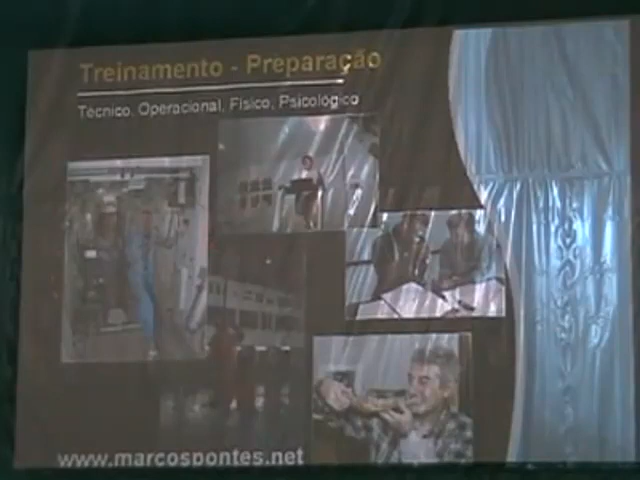 Treinamento - Preparação
Técnico, Operacional, Físico, Psicológico
www.marcospontes.net